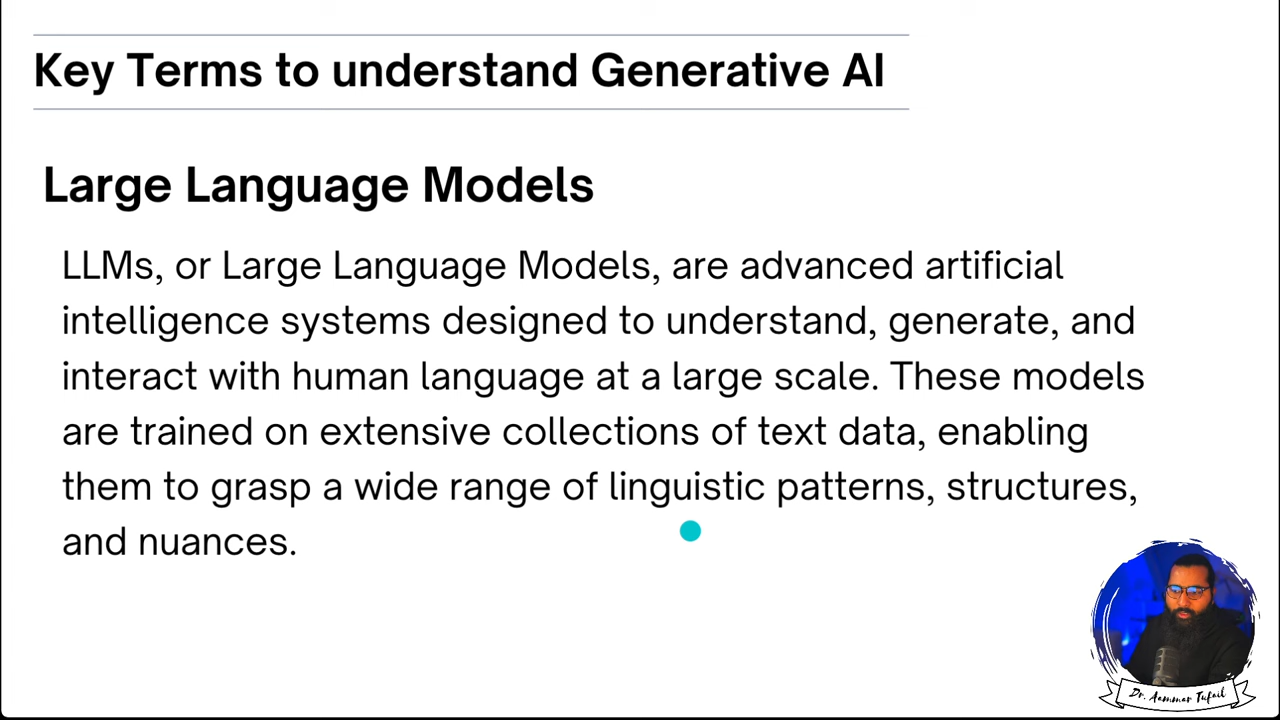 Key Terms to understand Generative AI
Large Language Models
LLMs, or Large Language Models, are advanced artificial
intelligence systems designed to understand, generate, and
interact with human language at a large scale. These models
are trained on extensive collections of text data, enabling
them to grasp a wide range of linguistic patterns, structures,
and nuances.
Dr. Aammar Tufail